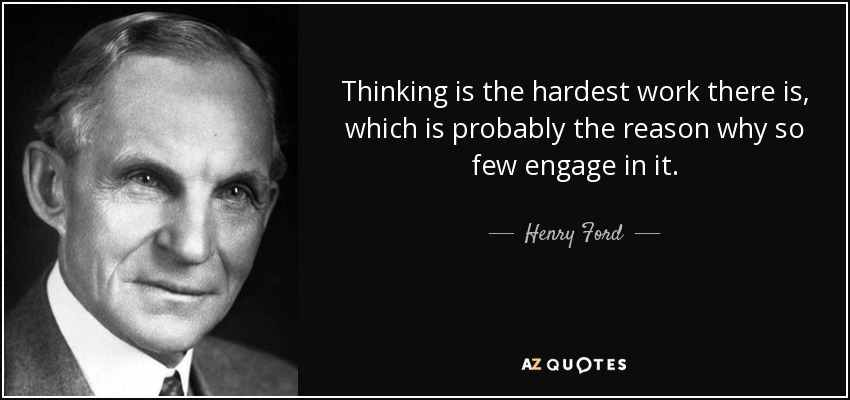 Thinking is the hardest work there is,
which is probably the reason why so
few engage in it.
Henry Ford
AZ QUOTES